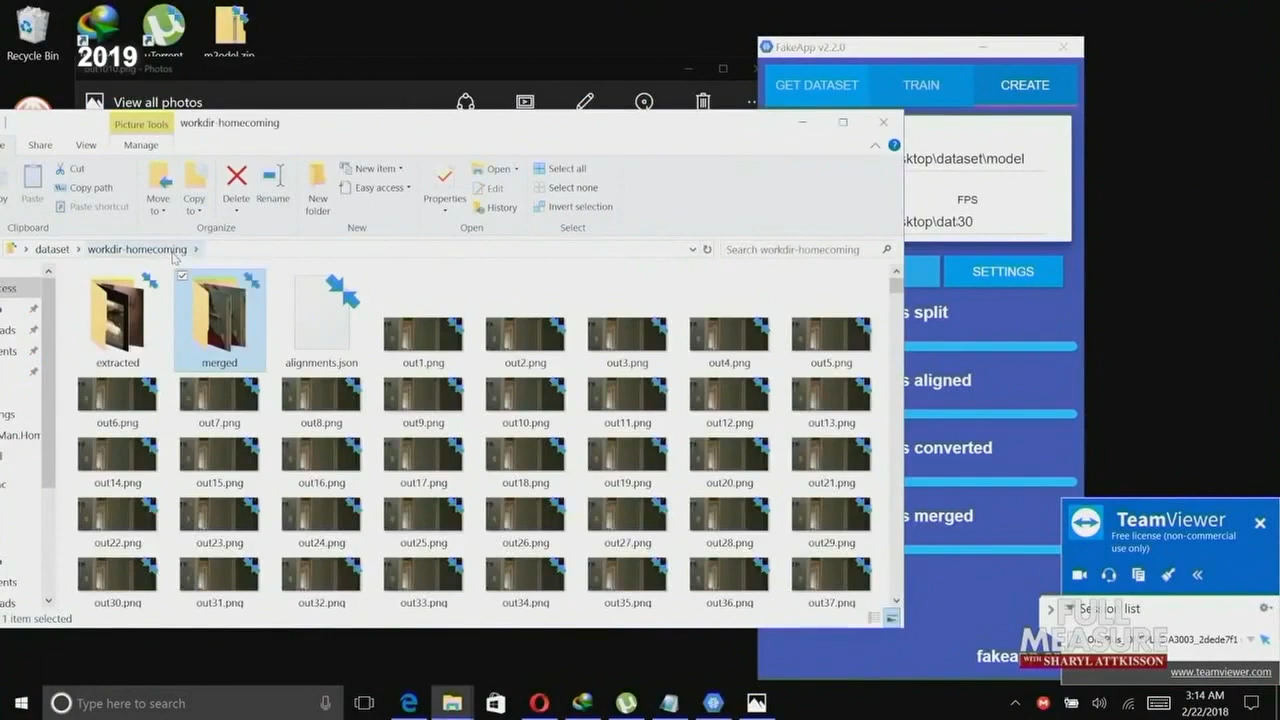 Recycle Bin
2019
uTorrent
m2odel.zip
out1010.png - Photos
View all photos
FakeApp v2.2.0
GET DATASET
TRAIN
CREATE
Picture Tools
workdir-homecoming
Share
View
Manage
Paste
Cut
Copy path
Paste shortcut
Clipboard
Move to
Copy to
Delete
Rename
Organize
New folder
New item
Easy access
New
Properties
Open
Edit
History
Open
Select all
Select none
Invert selection
Select
dataset
workdir-homecoming
Search workdir-homecoming
sktop\dataset\model
FPS
sktop\dat30
SETTINGS
s split
s aligned
s converted
s merged
fakea
extracted
merged
alignments.json
out1.png
out2.png
out3.png
out4.png
out5.png
out6.png
out7.png
out8.png
out9.png
out10.png
out11.png
out12.png
out13.png
out14.png
out15.png
out16.png
out17.png
out18.png
out19.png
out20.png
out21.png
out22.png
out23.png
out24.png
out25.png
out26.png
out27.png
out28.png
out29.png
out30.png
out31.png
out32.png
out33.png
out34.png
out35.png
out36.png
out37.png
1 item selected
TeamViewer
Free license (non-commercial
use only)
Session list
FULL
MEASURE
WITH SHARYL ATTKISSON
www.teamviewer.com
Type here to search
3:14 AM
2/22/2018